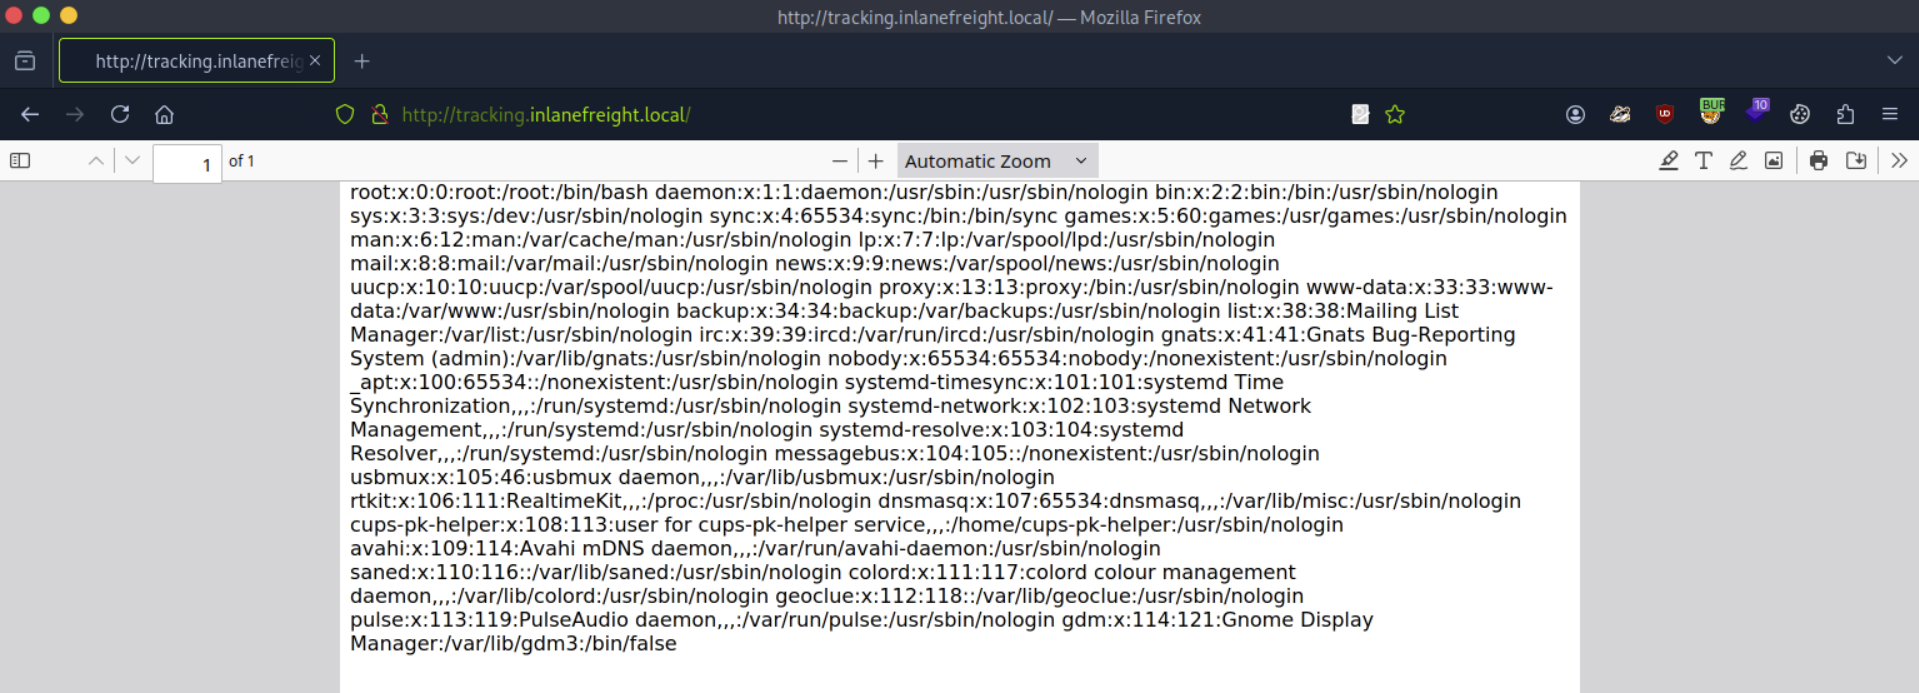 http://tracking.inlanefreight.local/ — Mozilla Firefox
http://tracking.inlanefreig
http://tracking.inlanefreight.local/
BUF
10
UD
1 of 1
Automatic Zoom
root:x:0:0:root:/root:/bin/bash daemon:x:1:1:daemon:/usr/sbin:/usr/sbin/nologin bin:x:2:2:bin:/bin:/usr/sbin/nologin
sys:x:3:3:sys:/dev:/usr/sbin/nologin sync:x:4:65534:sync:/bin:/bin/sync games:x:5:60:games:/usr/games:/usr/sbin/nologin
man:x:6:12:man:/var/cache/man:/usr/sbin/nologin lp:x:7:7:lp:/var/spool/lpd:/usr/sbin/nologin
mail:x:8:8:mail:/var/mail:/usr/sbin/nologin news:x:9:9:news:/var/spool/news:/usr/sbin/nologin
uucp:x:10:10:uucp:/var/spool/uucp:/usr/sbin/nologin proxy:x:13:13:proxy:/bin:/usr/sbin/nologin www-data:x:33:33:www-
data:/var/www:/usr/sbin/nologin backup:x:34:34:backup:/var/backups:/usr/sbin/nologin list:x:38:38:Mailing List
Manager:/var/list:/usr/sbin/nologin irc:x:39:39:ircd:/var/run/ircd:/usr/sbin/nologin gnats:x:41:41:Gnats Bug-Reporting
System (admin):/var/lib/gnats:/usr/sbin/nologin nobody:x:65534:65534:nobody:/nonexistent:/usr/sbin/nologin
_apt:x:100:65534::/nonexistent:/usr/sbin/nologin systemd-timesync:x:101:101:systemd Time
Synchronization,,,:/run/systemd:/usr/sbin/nologin systemd-network:x:102:103:systemd Network
Management,,,:/run/systemd:/usr/sbin/nologin systemd-resolve:x:103:104:systemd
Resolver,,,:/run/systemd:/usr/sbin/nologin messagebus:x:104:105::/nonexistent:/usr/sbin/nologin
usbmux:x:105:46:usbmux daemon,,,:/var/lib/usbmux:/usr/sbin/nologin
rtkit:x:106:111:RealtimeKit,,,:/proc:/usr/sbin/nologin dnsmasq:x:107:65534:dnsmasq,,,:/var/lib/misc:/usr/sbin/nologin
cups-pk-helper:x:108:113:user for cups-pk-helper service,,,:/home/cups-pk-helper:/usr/sbin/nologin
avahi:x:109:114:Avahi mDNS daemon,,,:/var/run/avahi-daemon:/usr/sbin/nologin
saned:x:110:116::/var/lib/saned:/usr/sbin/nologin colord:x:111:117:colord colour management
daemon,,,:/var/lib/colord:/usr/sbin/nologin geoclue:x:112:118::/var/lib/geoclue:/usr/sbin/nologin
pulse:x:113:119:PulseAudio daemon,,,:/var/run/pulse:/usr/sbin/nologin gdm:x:114:121:Gnome Display
Manager:/var/lib/gdm3:/bin/false